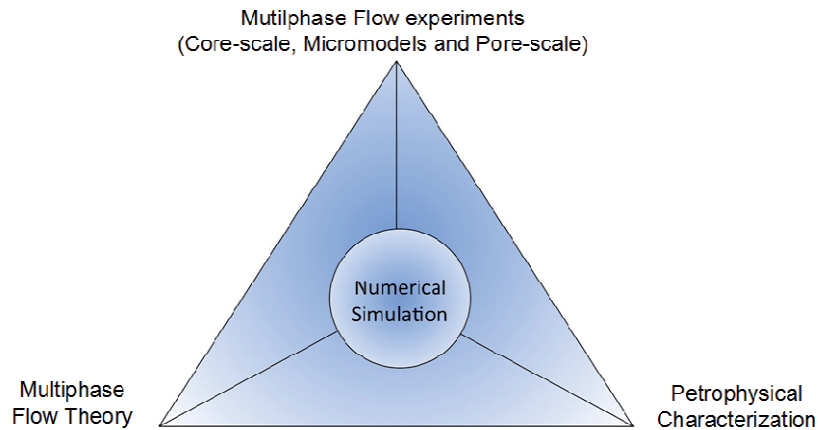 Mutilphase Flow experiments
(Core-scale, Micromodels and Pore-scale)
Numerical
Simulation
Multiphase
Flow Theory
Petrophysical
Characterization